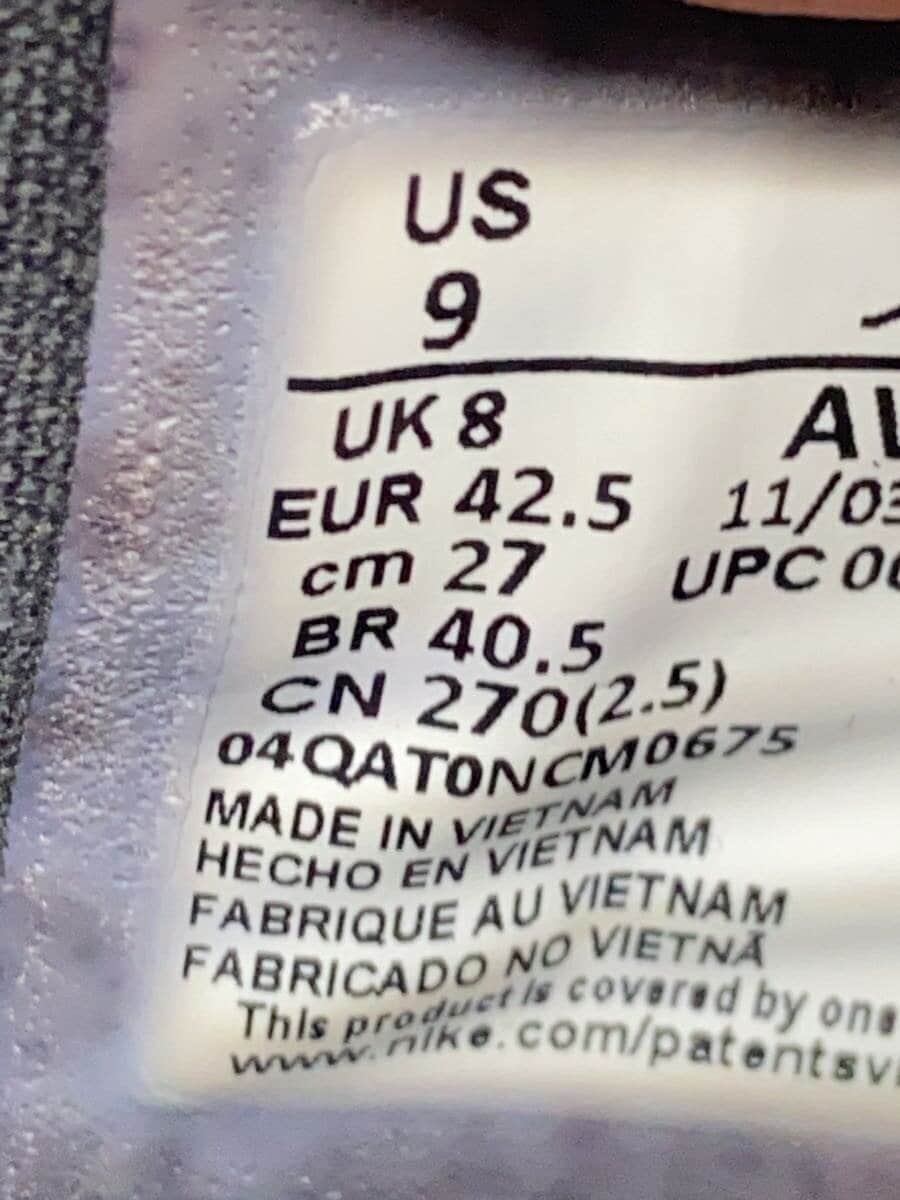 US
9
UK 8
EUR 42.5 11/03
cm 27 UPC
BR 40.5
CN 270(2.5)
04QATONCM0675
MADE IN VIETNAM
HECHO EN VIETNAM
FABRIQUE AU VIETNAM
FABRICADO NO VIETNÃ
This product is covered by one
www.nike.com/patents